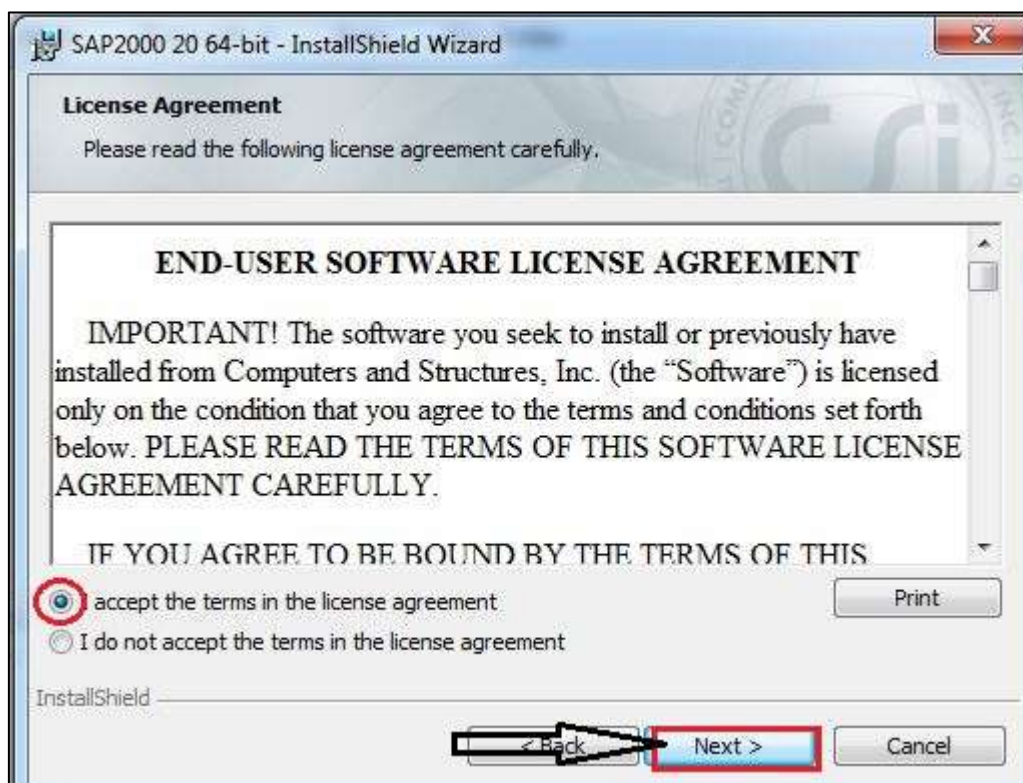 SAP2000 20 64-bit - InstallShield Wizard
License Agreement
Please read the following license agreement carefully.
CSi
END-USER SOFTWARE LICENSE AGREEMENT
IMPORTANT! The software you seek to install or previously have
installed from Computers and Structures, Inc. (the “Software”) is licensed
only on the condition that you agree to the terms and conditions set forth
below. PLEASE READ THE TERMS OF THIS SOFTWARE LICENSE
AGREEMENT CAREFULLY.
IF YOU AGREE TO BE BOUND BY THE TERMS OF THIS
I accept the terms in the license agreement
Print
I do not accept the terms in the license agreement
InstallShield
< Back
Next >
Cancel